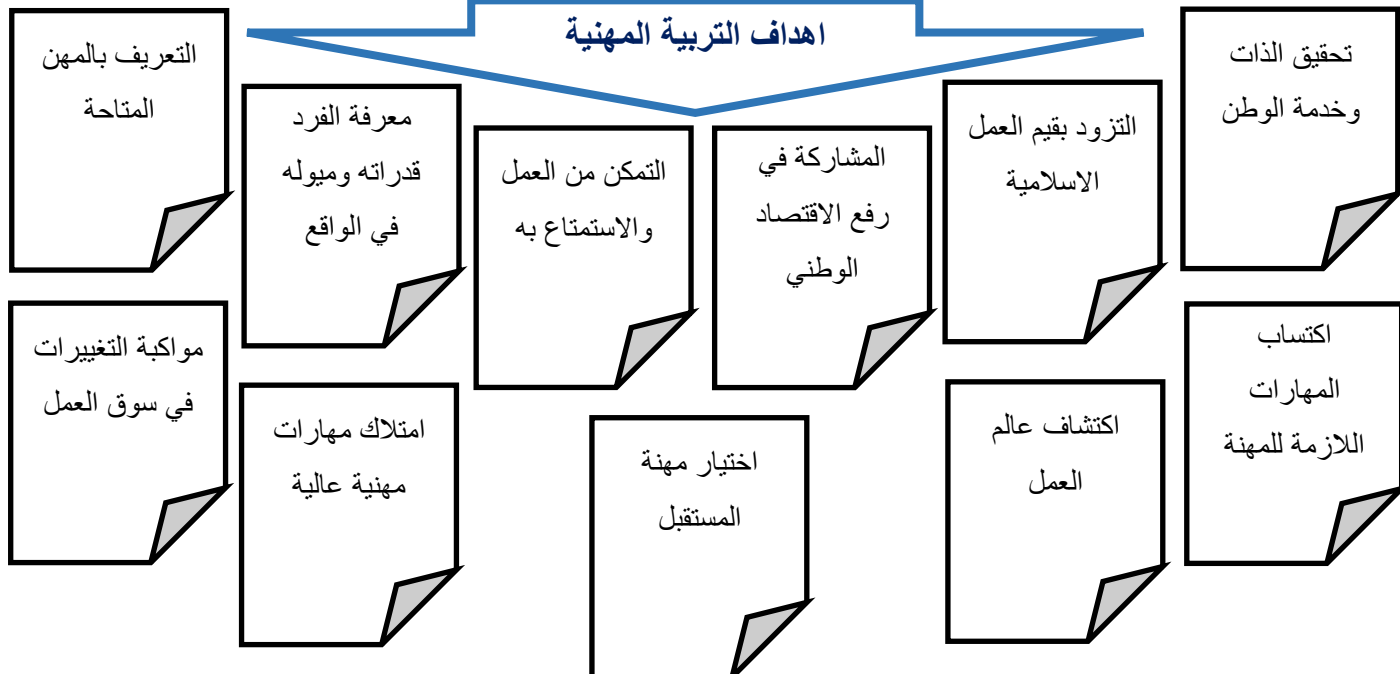 اهداف التربية المهنية
تحقيق الذات
وخدمة الوطن
التزود بقيم العمل
الاسلامية
المشاركة في
رفع الاقتصاد
الوطني
التمكن من العمل
والاستمتاع به
معرفة الفرد
قدراته وميوله
في الواقع
التعريف بالمهن
المتاحة
اكتساب
المهارات
اللازمة للمهنة
اكتشاف عالم
العمل
اختيار مهنة
المستقبل
امتلاك مهارات
مهنية عالية
مواكبة التغييرات
في سوق العمل